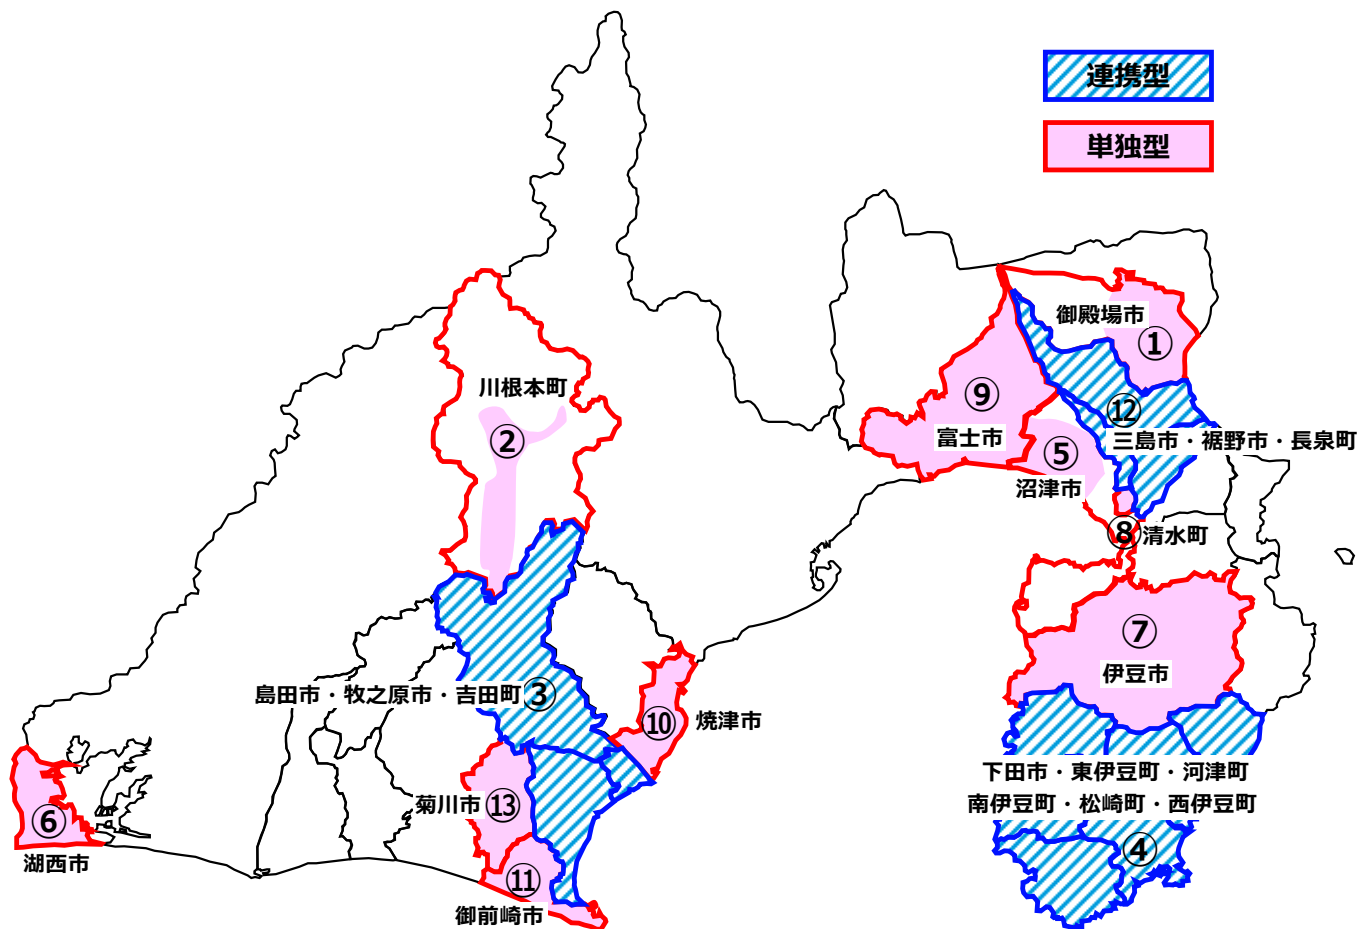 連携型
単独型
御殿場市
①
川根本町
②
⑨
富士市
⑫
三島市・裾野市・長泉町
⑤
沼津市
⑧
清水町
⑦
伊豆市
島田市・牧之原市・吉田町
③
⑩
焼津市
下田市・東伊豆町・河津町
南伊豆町・松崎町・西伊豆町
④
菊川市
⑬
⑥
湖西市
⑪
御前崎市